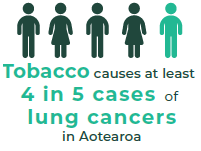 Tobacco causes at least
4 in 5 cases of
lung cancers
in Aotearoa